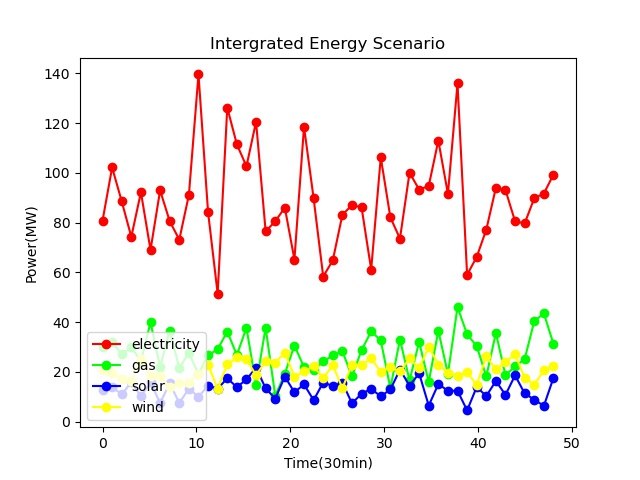 Intergrated Energy Scenario
Power(MW)
140
120
100
80
60
40
20
0
electricity
gas
solar
wind
0 10 20 30 40 50
Time(30min)